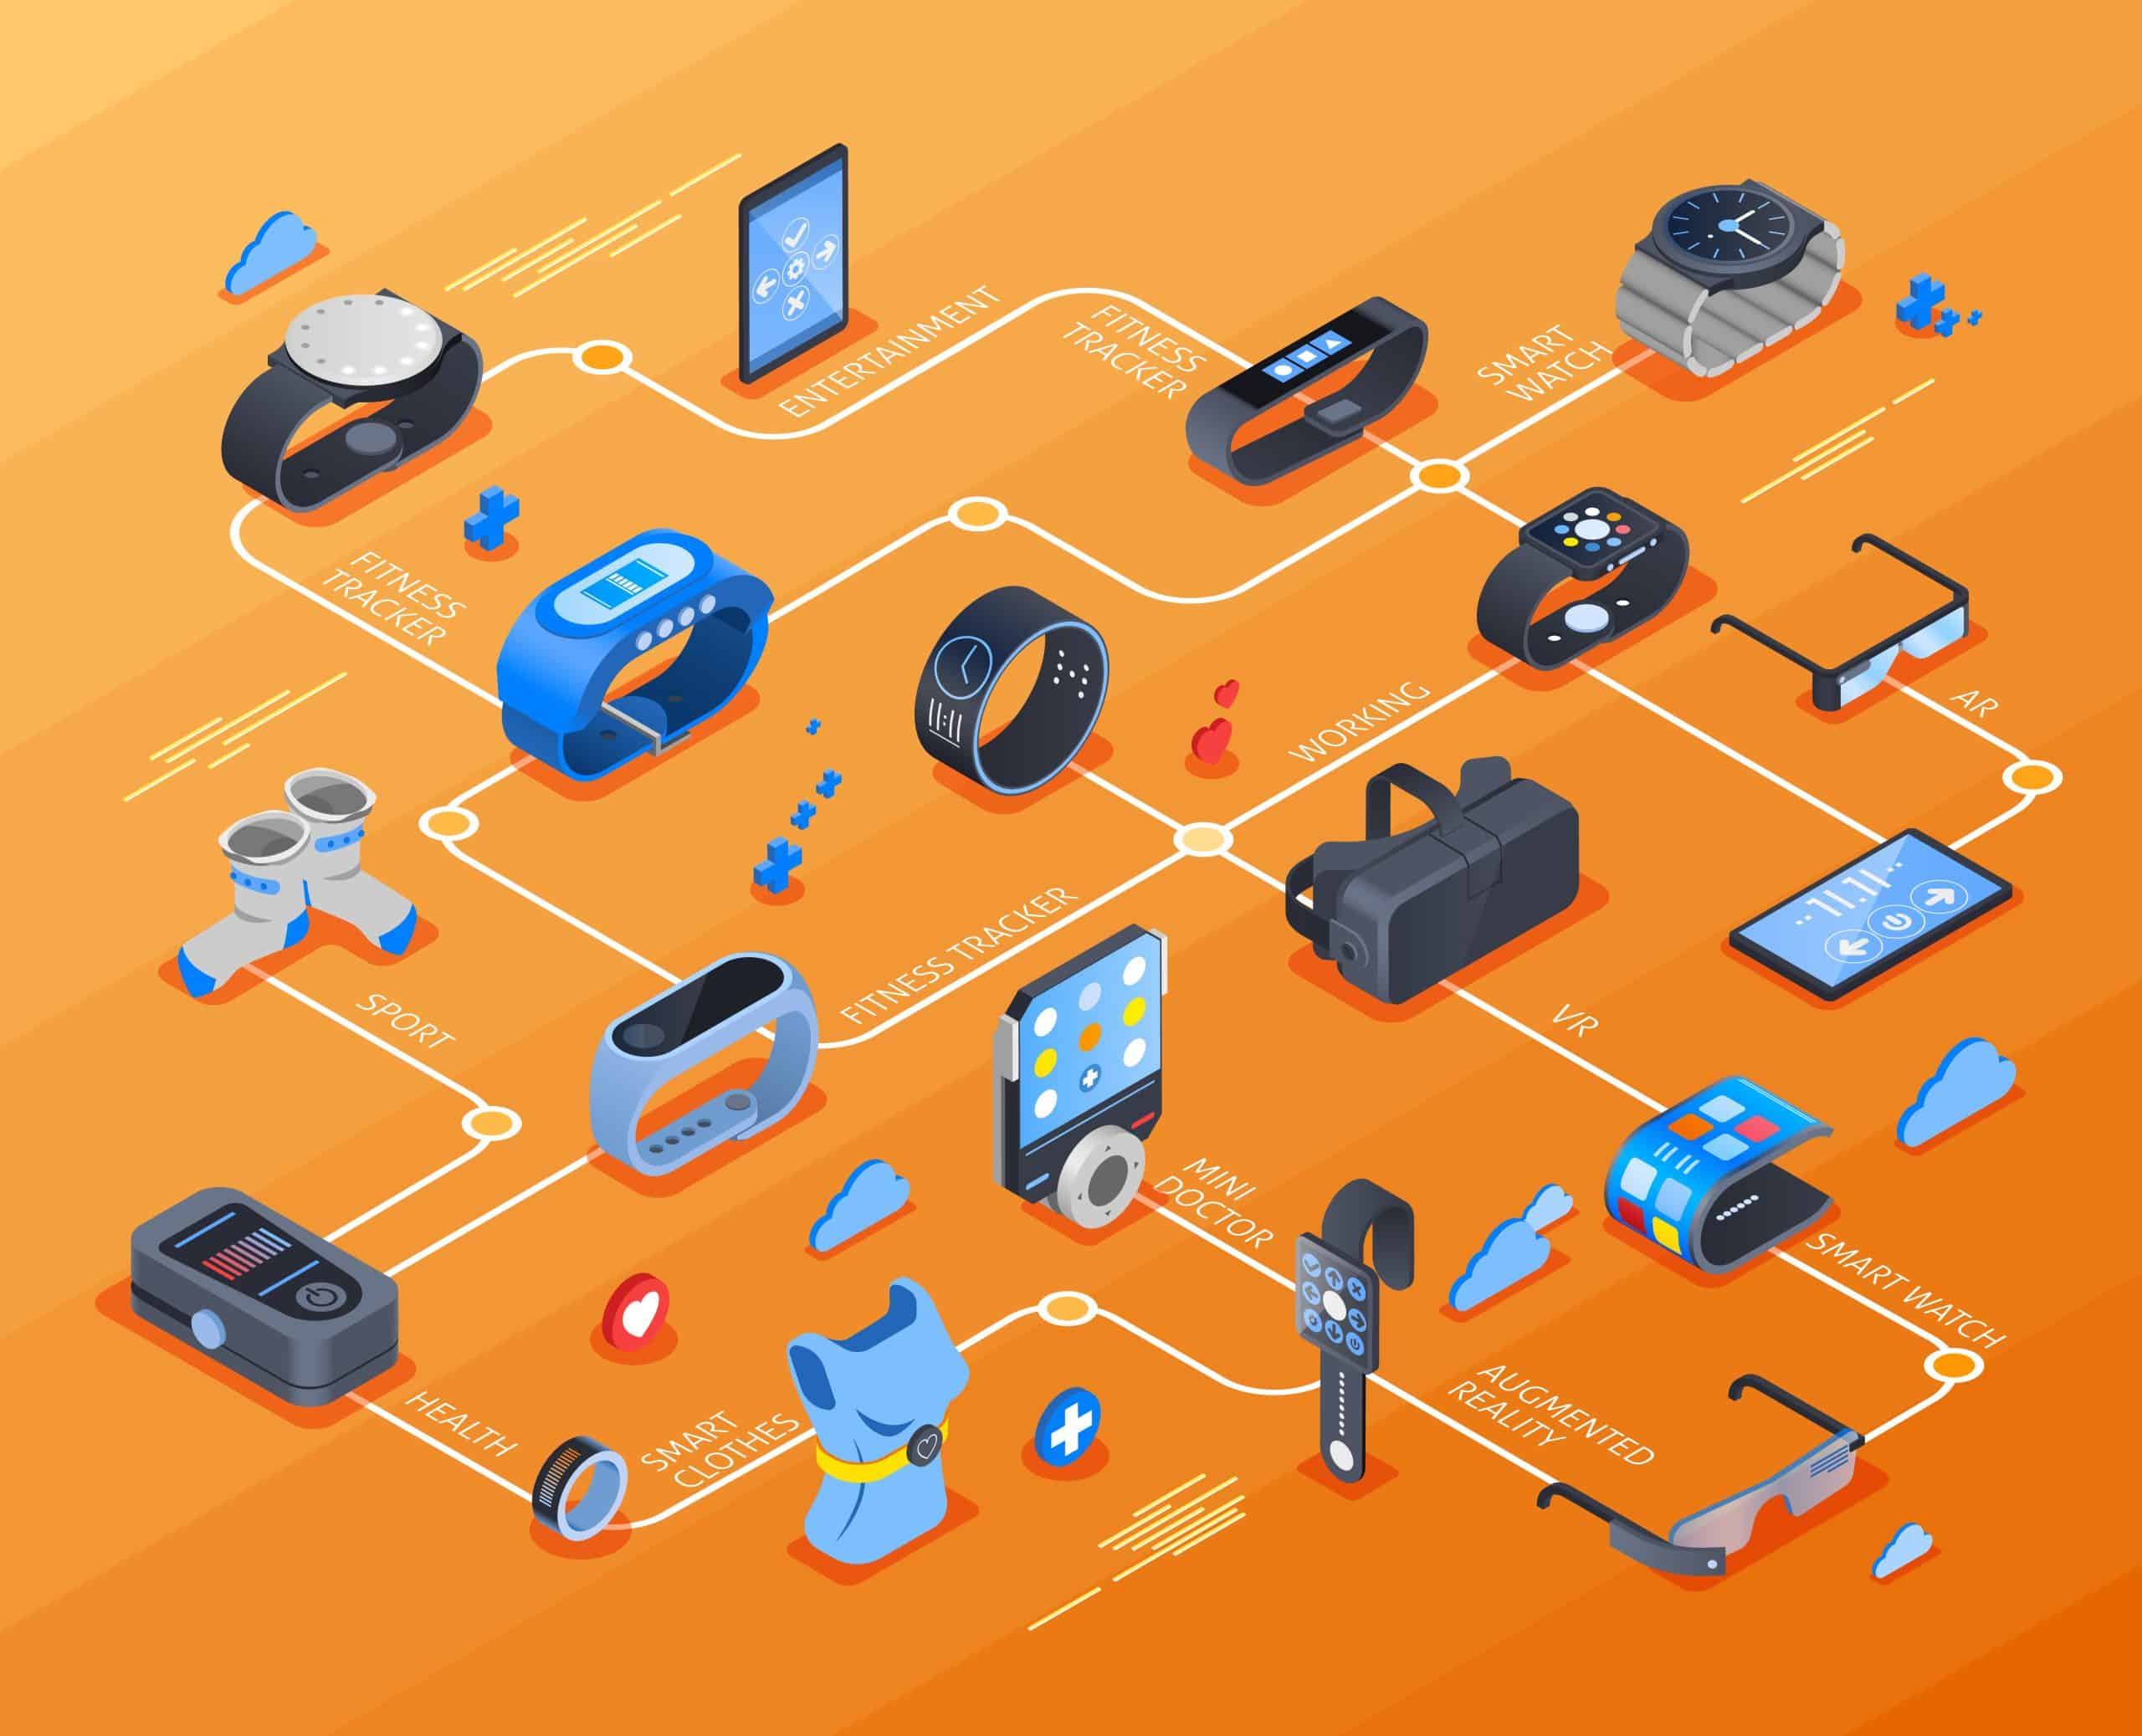 ENTERTAINMENT
FITNESS
TRACKER
SMART
WATCH
FITNESS
TRACKER
WORKING
AR
FITNESS TRACKER
SPORT
VR
MINI
DOCTOR
SMART WATCH
HEALTH
SMART
CLOTHES
AUGMENTED
REALITY